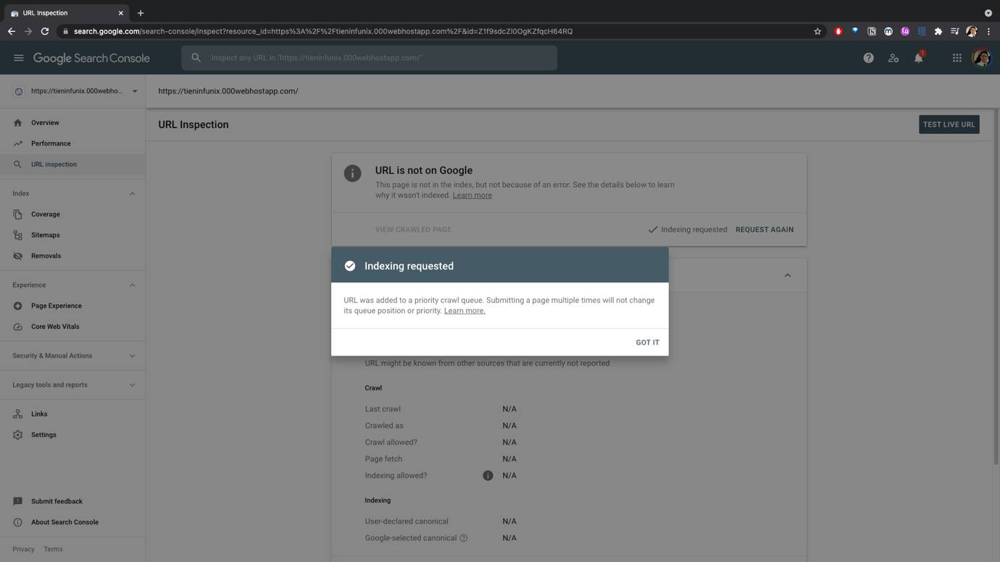 URL Inspection
search.google.com/search-console/inspect?resource_id=https%3A%2F%2Ftieninfunix.000webhostapp.com%2F&id=Z1f9sdcZl0OgKZfqcH64RQ
Google Search Console
Inspect any URL in "https://tieninfunix.000webhostapp.com/"
1
https://tieninfunix.000webho...
https://tieninfunix.000webhostapp.com/
Overview
Performance
URL inspection
Index
Coverage
Sitemaps
Removals
Experience
Page Experience
Core Web Vitals
Security & Manual Actions
Legacy tools and reports
Links
Settings
Submit feedback
About Search Console
Privacy Terms
URL Inspection
TEST LIVE URL
URL is not on Google
This page is not in the index, but not because of an error. See the details below to learn
why it wasn't indexed. Learn more
VIEW CRAWLED PAGE
Indexing requested REQUEST AGAIN
Indexing requested
URL was added to a priority crawl queue. Submitting a page multiple times will not change
its queue position or priority. Learn more.
GOT IT
URL might be known from other sources that are currently not reported
Crawl
Last crawl N/A
Crawled as N/A
Crawl allowed? N/A
Page fetch N/A
Indexing allowed? N/A
Indexing
User-declared canonical N/A
Google-selected canonical N/A